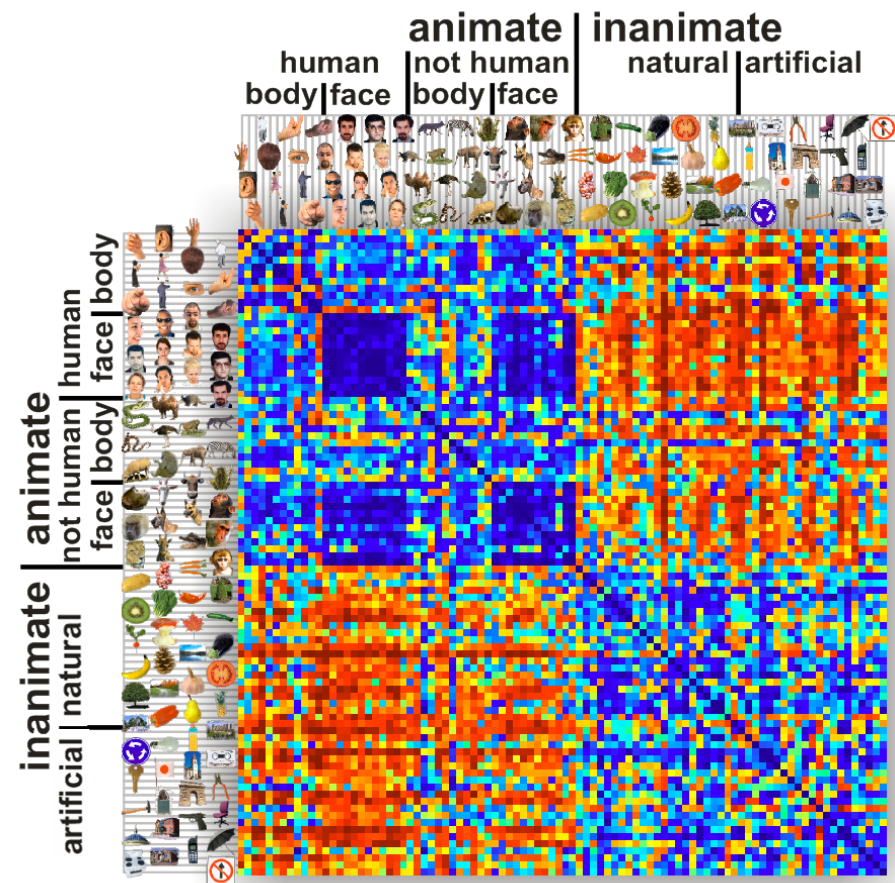 animate inanimate
human not human natural artificial
body face body face
animate
human
body
face
not human
body
face
inanimate
natural
artificial